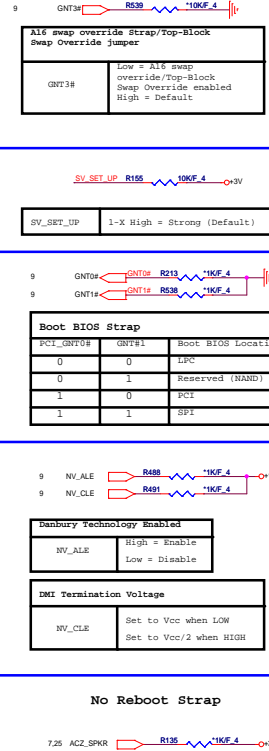 9 GNT3# R539 *10K/F_4
A16 swap override Strap/Top-Block
Swap Override jumper
GNT3#
Low = A16 swap
override/Top-Block
Swap Override enabled
High = Default
SV_SET_UP R155 10K/F_4 +3V
SV_SET_UP 1-X High = Strong (Default)
9 GNT0# GNT0# R213 *1K/F_4
9 GNT1# GNT1# R538 *1K/F_4
Boot BIOS Strap
PCI_GNT0# GNT#1 Boot BIOS Locati
0 0 LPC
0 1 Reserved (NAND)
1 0 PCI
1 1 SPI
9 NV_ALE R488 *1K/F_4
9 NV_CLE R491 *1K/F_4
Danbury Technology Enabled
NV_ALE
High = Enable
Low = Disable
DMI Termination Voltage
NV_CLE
Set to Vcc when LOW
Set to Vcc/2 when HIGH
No Reboot Strap
7,25 ACZ_SPKR R135 *1K/F_4